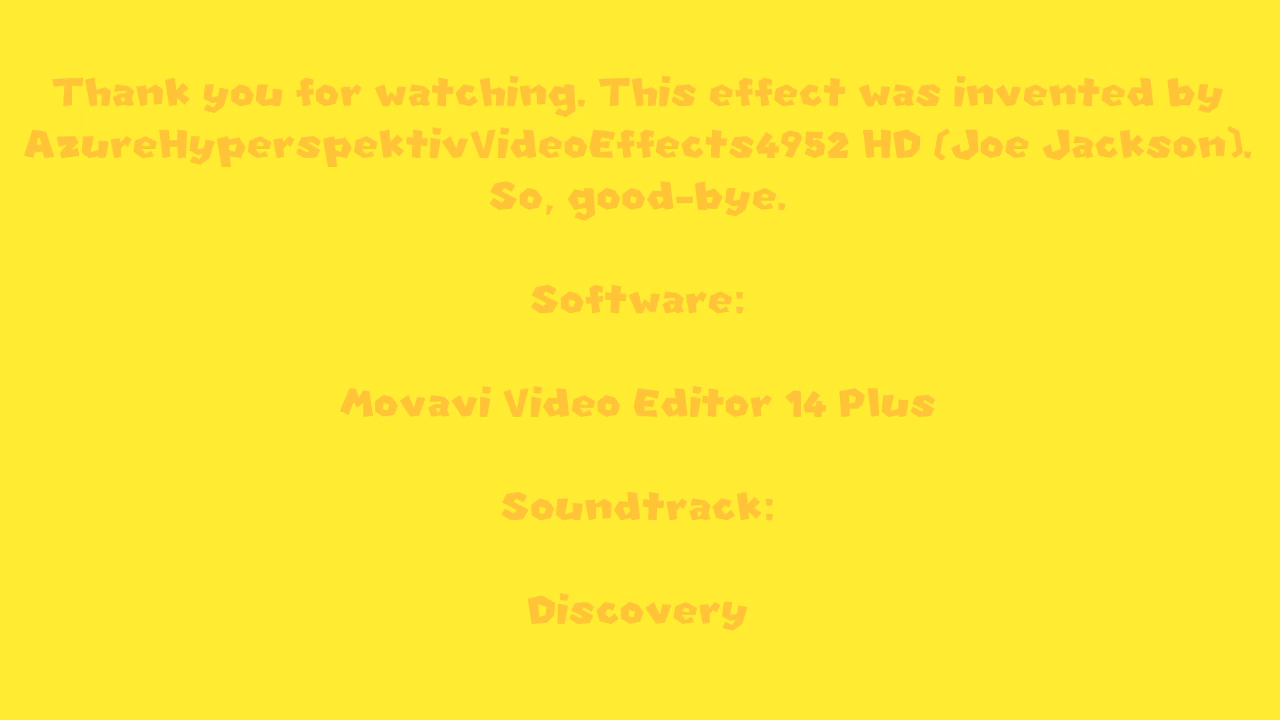 Thank you for watching. This effect was invented by
AzureHyperspektivVideoEffects4952 HD (Joe Jackson).
So, good-bye.
Software:
Movavi Video Editor 14 Plus
Soundtrack:
Discovery